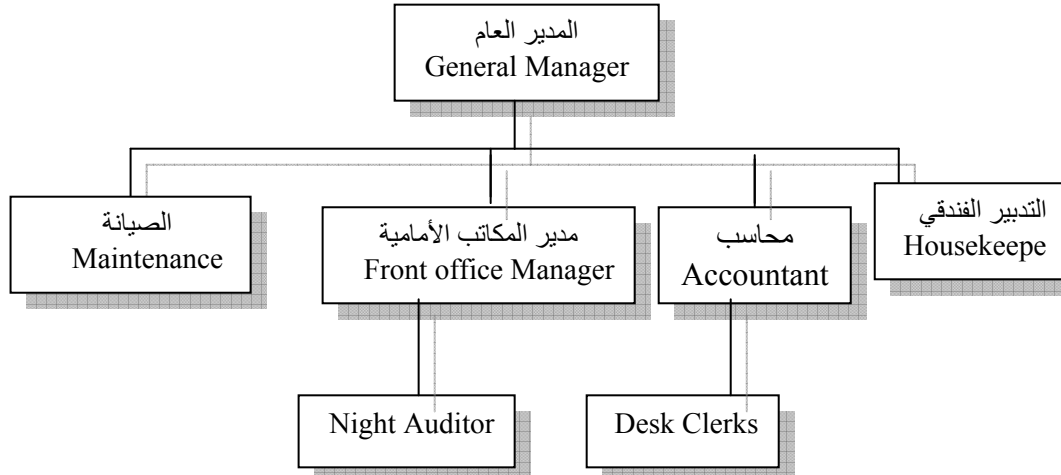 المدير العام
General Manager
الصيانة
Maintenance
مدير المكاتب الأمامية
Front office Manager
محاسب
Accountant
التدبير الفندقي
Housekeepe
Night Auditor
Desk Clerks